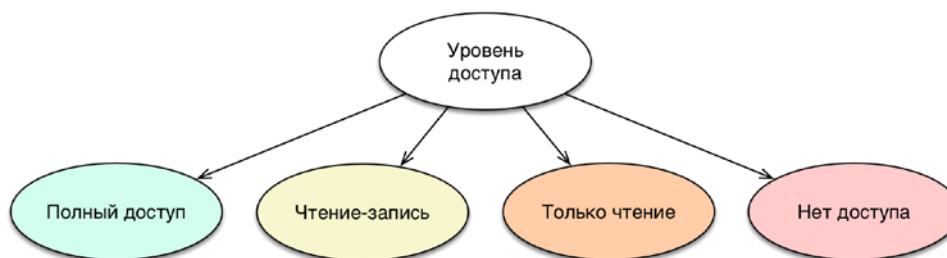 Уровень
доступа
Полный доступ
Чтение-запись
Только чтение
Нет доступа